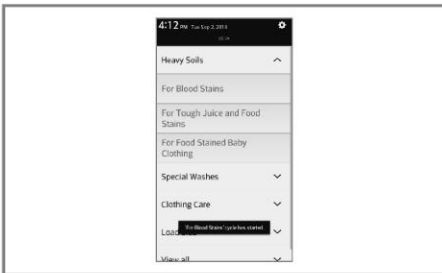 4:12 PM Tue Sep 3, 2013
Heavy Soils
For Blood Stains
For Tough Juice and Food
Stains
For Food Stained Baby
Clothing
Special Washes
Clothing Care
'For Blood Stains' cycle has started.
Load
View all